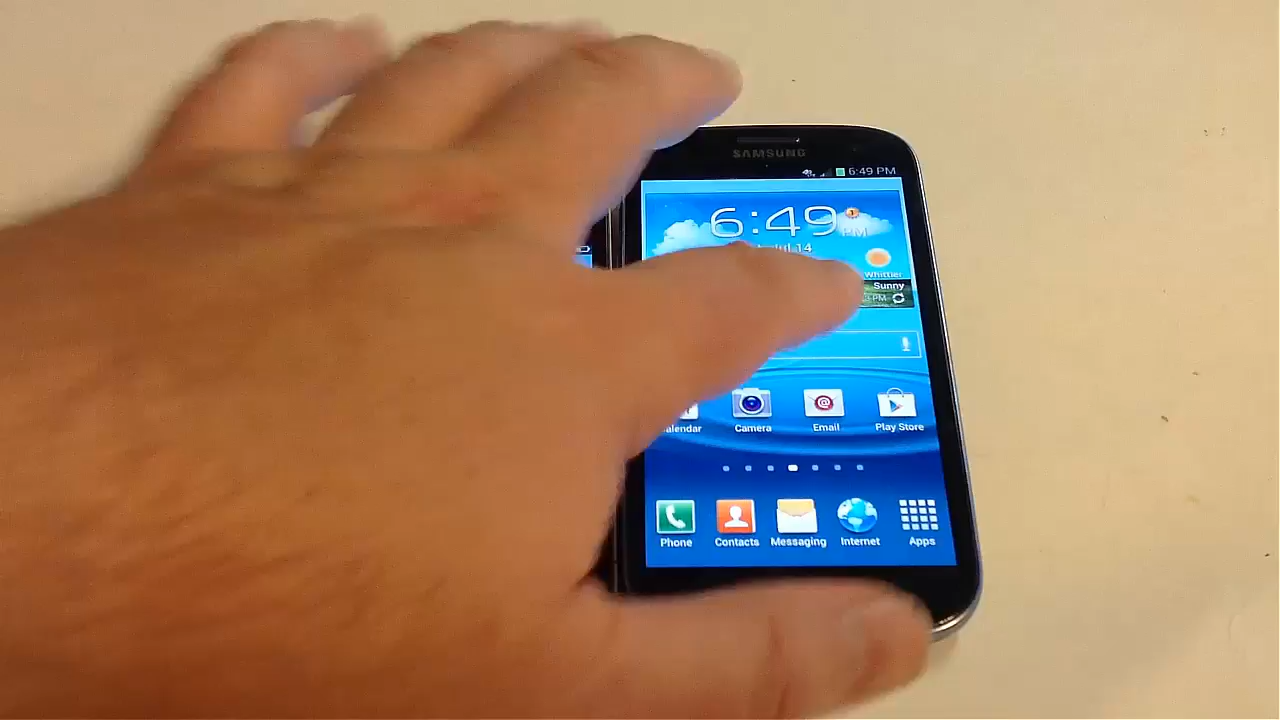 SAMSUNG
6:49 PM
6:49
PM
Jul 14
Whittier
Sunny
PM
Camera
Email
Play Store
Phone
Contacts
Messaging
Internet
Apps